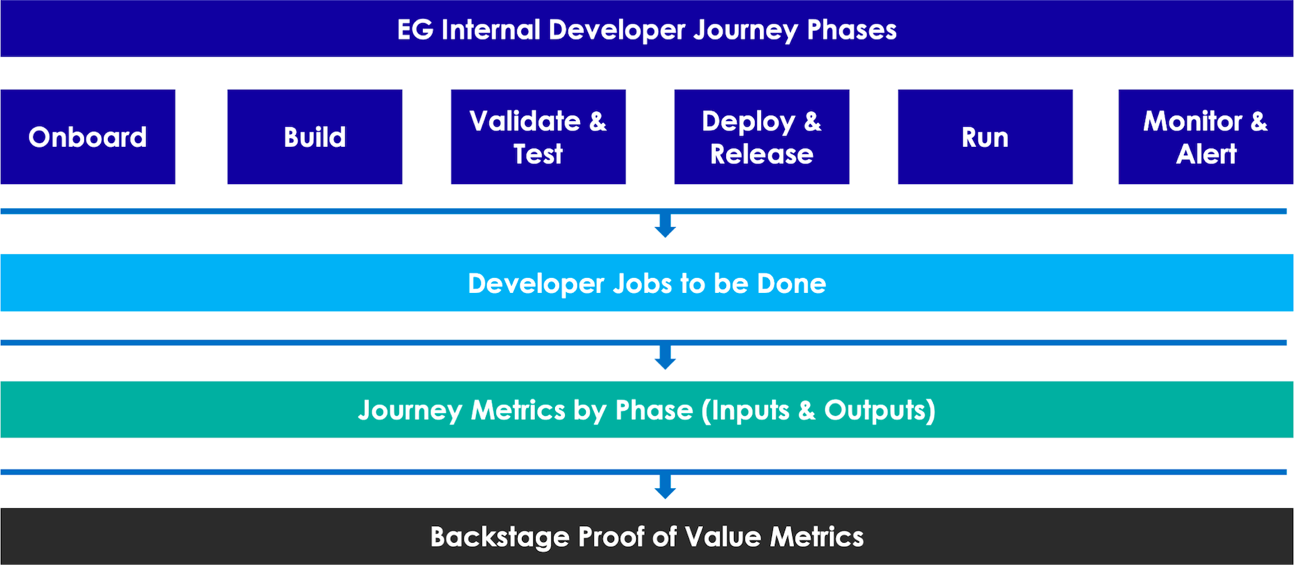 EG Internal Developer Journey Phases
Onboard
Build
Validate &
Test
Deploy &
Release
Run
Monitor &
Alert
Developer Jobs to be Done
Journey Metrics by Phase (Inputs & Outputs)
Backstage Proof of Value Metrics